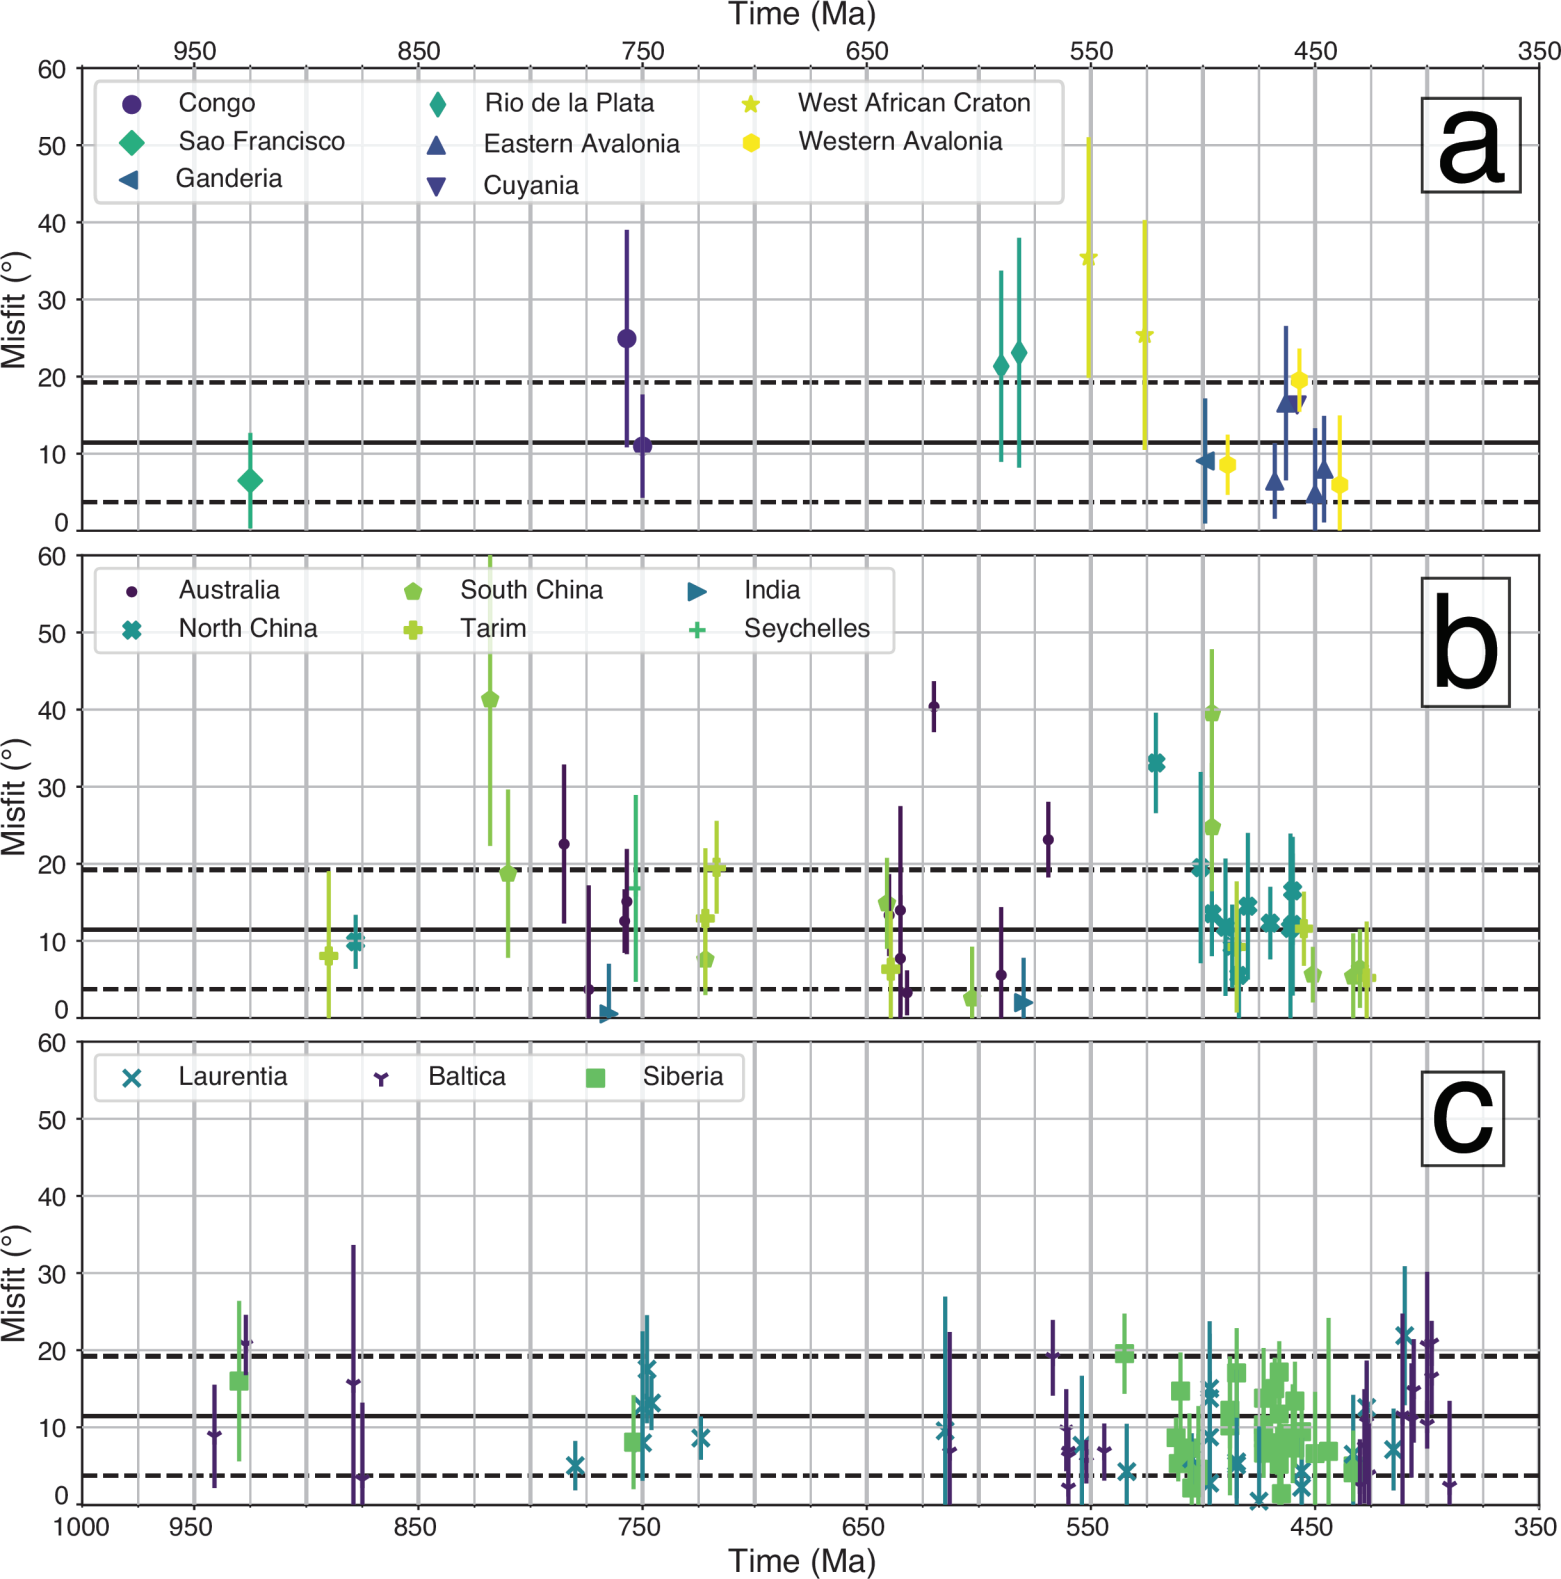 Time (Ma)
950 850 750 650 550 450 350
60
50
40
30
20
10
0
Misfit (°)
Congo Rio de la Plata West African Craton
Sao Francisco Eastern Avalonia Western Avalonia
Ganderia Cuyania
a
60
50
40
30
20
10
0
Misfit (°)
Australia South China India
North China Tarim Seychelles
b
60
50
40
30
20
10
0
Misfit (°)
Laurentia Baltica Siberia
c
1000 950 850 750 650 550 450 350
Time (Ma)